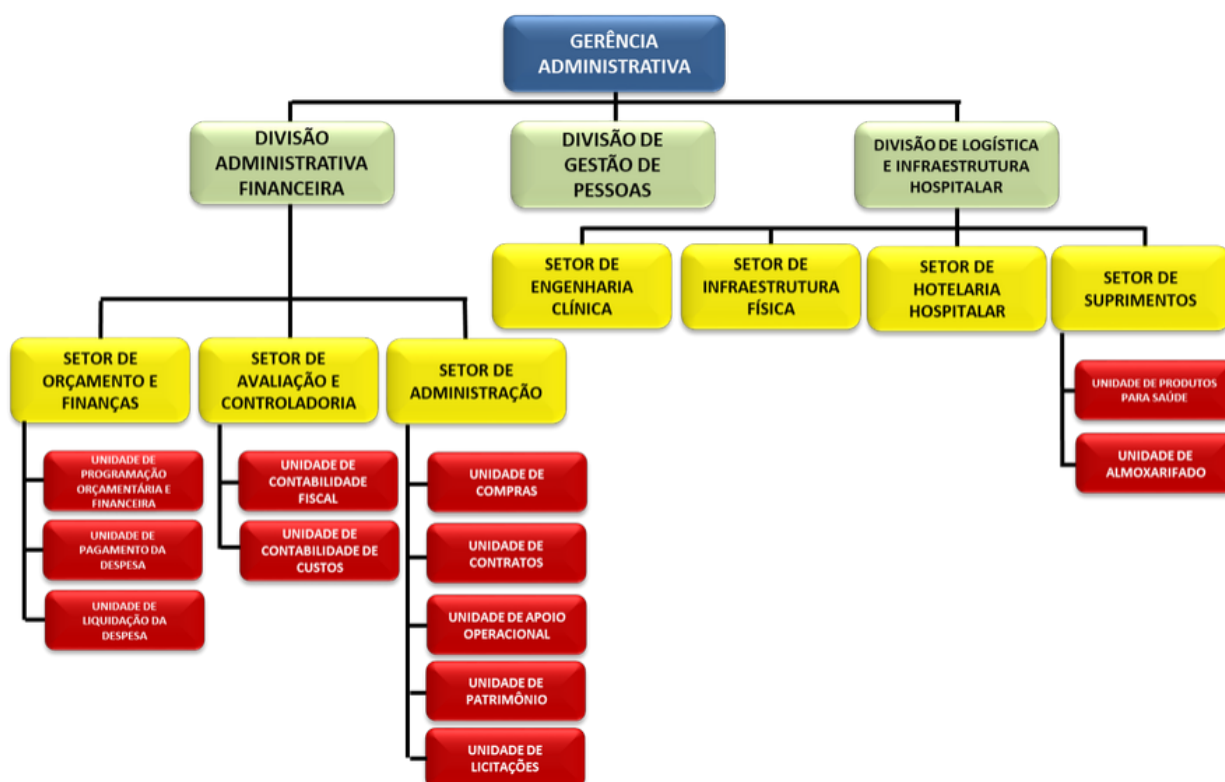 GERÊNCIA
ADMINISTRATIVA
DIVISÃO
ADMINISTRATIVA
FINANCEIRA
DIVISÃO DE
GESTÃO DE
PESSOAS
DIVISÃO DE LOGÍSTICA
E INFRAESTRUTURA
HOSPITALAR
SETOR DE
ENGENHARIA
CLÍNICA
SETOR DE
INFRAESTRUTURA
FÍSICA
SETOR DE
HOTELARIA
HOSPITALAR
SETOR DE
SUPRIMENTOS
SETOR DE
ORÇAMENTO E
FINANÇAS
SETOR DE
AVALIAÇÃO E
CONTROLADORIA
SETOR DE
ADMINISTRAÇÃO
UNIDADE DE PRODUTOS
PARA SAÚDE
UNIDADE DE
ALMOXARIFADO
UNIDADE DE
PROGRAMAÇÃO
ORÇAMENTÁRIA E
FINANCEIRA
UNIDADE DE
PAGAMENTO DA
DESPESA
UNIDADE DE
LIQUIDAÇÃO DA
DESPESA
UNIDADE DE
CONTABILIDADE
FISCAL
UNIDADE DE
CONTABILIDADE DE
CUSTOS
UNIDADE DE
COMPRAS
UNIDADE DE
CONTRATOS
UNIDADE DE APOIO
OPERACIONAL
UNIDADE DE
PATRIMÔNIO
UNIDADE DE
LICITAÇÕES